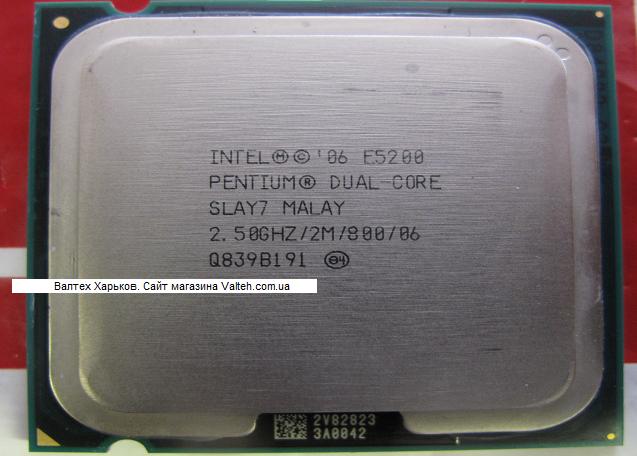 INTEL Ⓜ © '06 E5200
PENTIUM® DUAL-CORE
SLAY7 MALAY
2.50GHZ/2M/800/06
Q839B191 e4
Валтех Харьков. Сайт магазина Valteh.com.ua
2V82823
3A0042